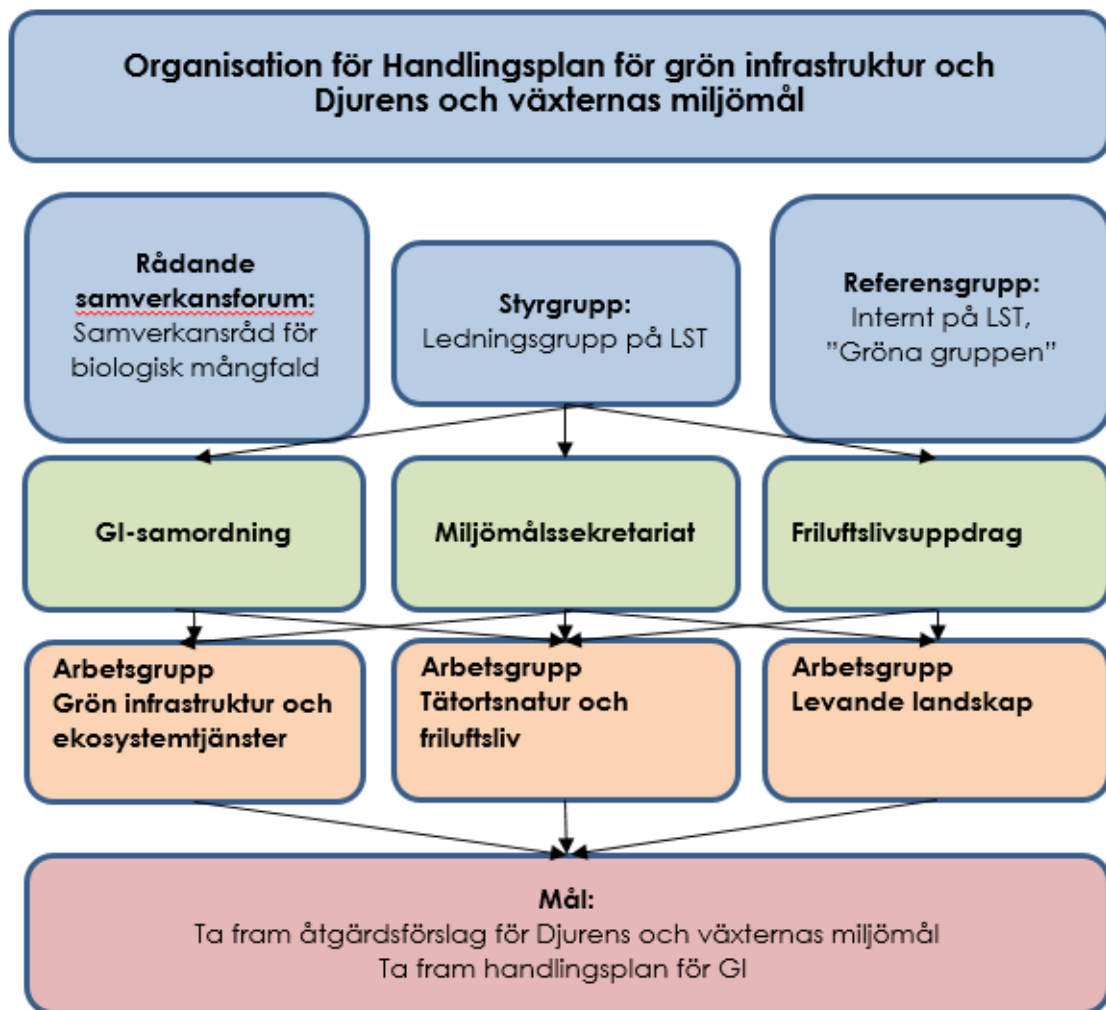 Organisation för Handlingsplan för grön infrastruktur och
Djurens och växternas miljömål
Rådande
samverkansforum:
Samverkansråd för
biologisk mångfald
Styrgrupp:
Ledningsgrupp på LST
Referensgrupp:
Internt på LST,
”Gröna gruppen”
GI-samordning
Miljömålssekretariat
Friluftslivsuppdrag
Arbetsgrupp
Grön infrastruktur och
ekosystemtjänster
Arbetsgrupp
Tätortsnatur och
friluftsliv
Arbetsgrupp
Levande landskap
Mål:
Ta fram åtgärdsförslag för Djurens och växternas miljömål
Ta fram handlingsplan för GI